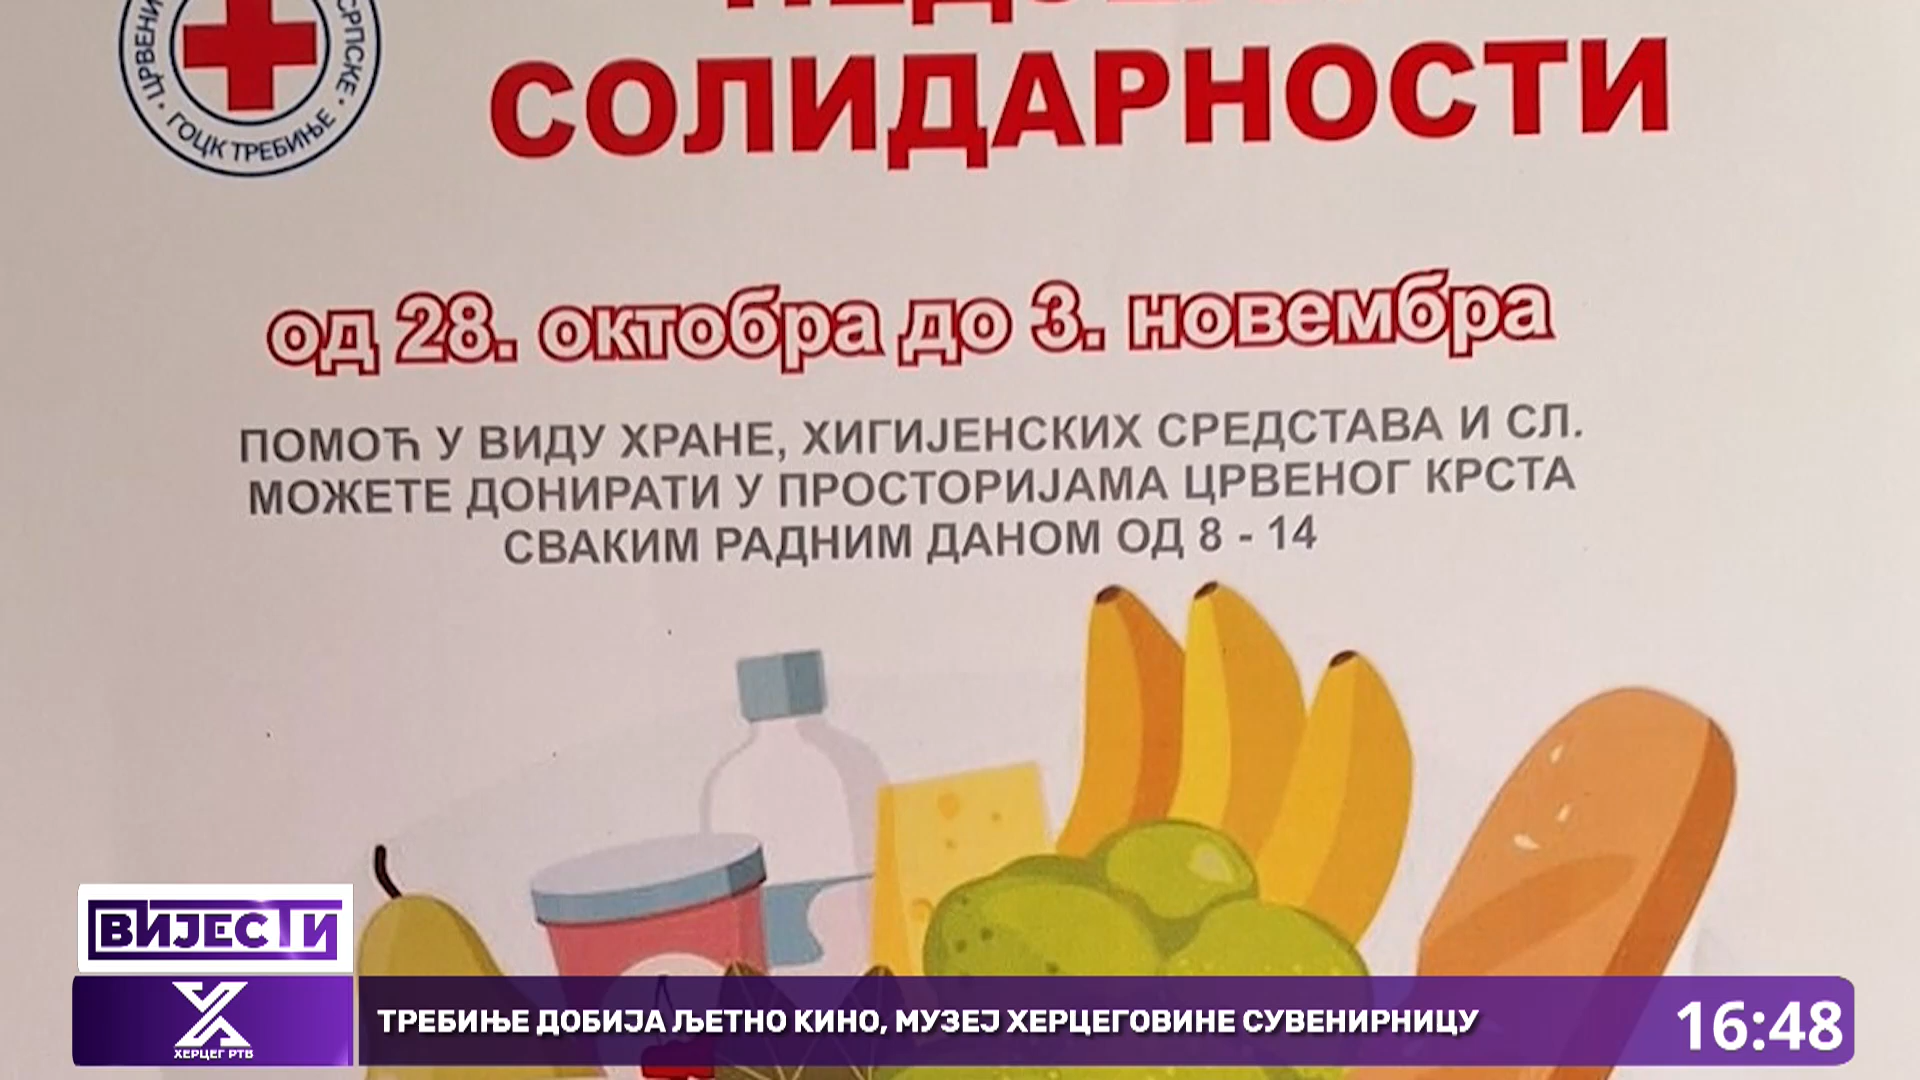 СОЛИДАРНОСТИ
ГОЦК ТРЕБИЊЕ
од 28. октобра до 3. новембра
ПОМОЋ У ВИДУ ХРАНЕ, ХИГИЈЕНСКИХ СРЕДСТАВА И СЛ.
МОЖЕТЕ ДОНИРАТИ У ПРОСТОРИЈАМА ЦРВЕНОГ КРСТА
СВАКИМ РАДНИМ ДАНОМ ОД 8 - 14
ВИЈЕСТИ
ХЕРЦЕГ РТВ
ТРЕБИЊЕ ДОБИЈА ЉЕТНО КИНО, МУЗЕЈ ХЕРЦЕГОВИНЕ СУВЕНИРНИЦУ
16:48